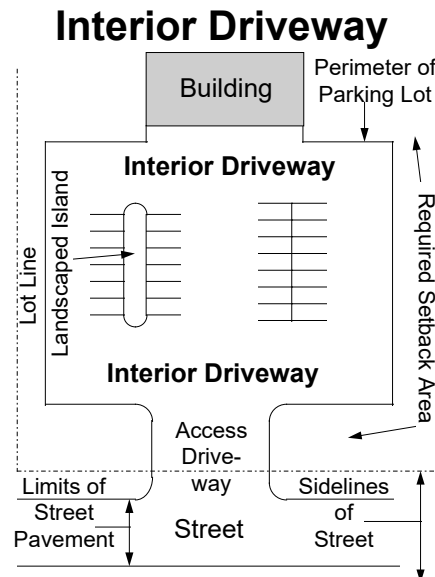 Interior Driveway
Building
Perimeter of
Parking Lot
Interior Driveway
Lot Line
Landscaped Island
Required Setback Area
Interior Driveway
Access
Drive-
way
Limits of
Street
Pavement
Street
Sidelines
of
Street